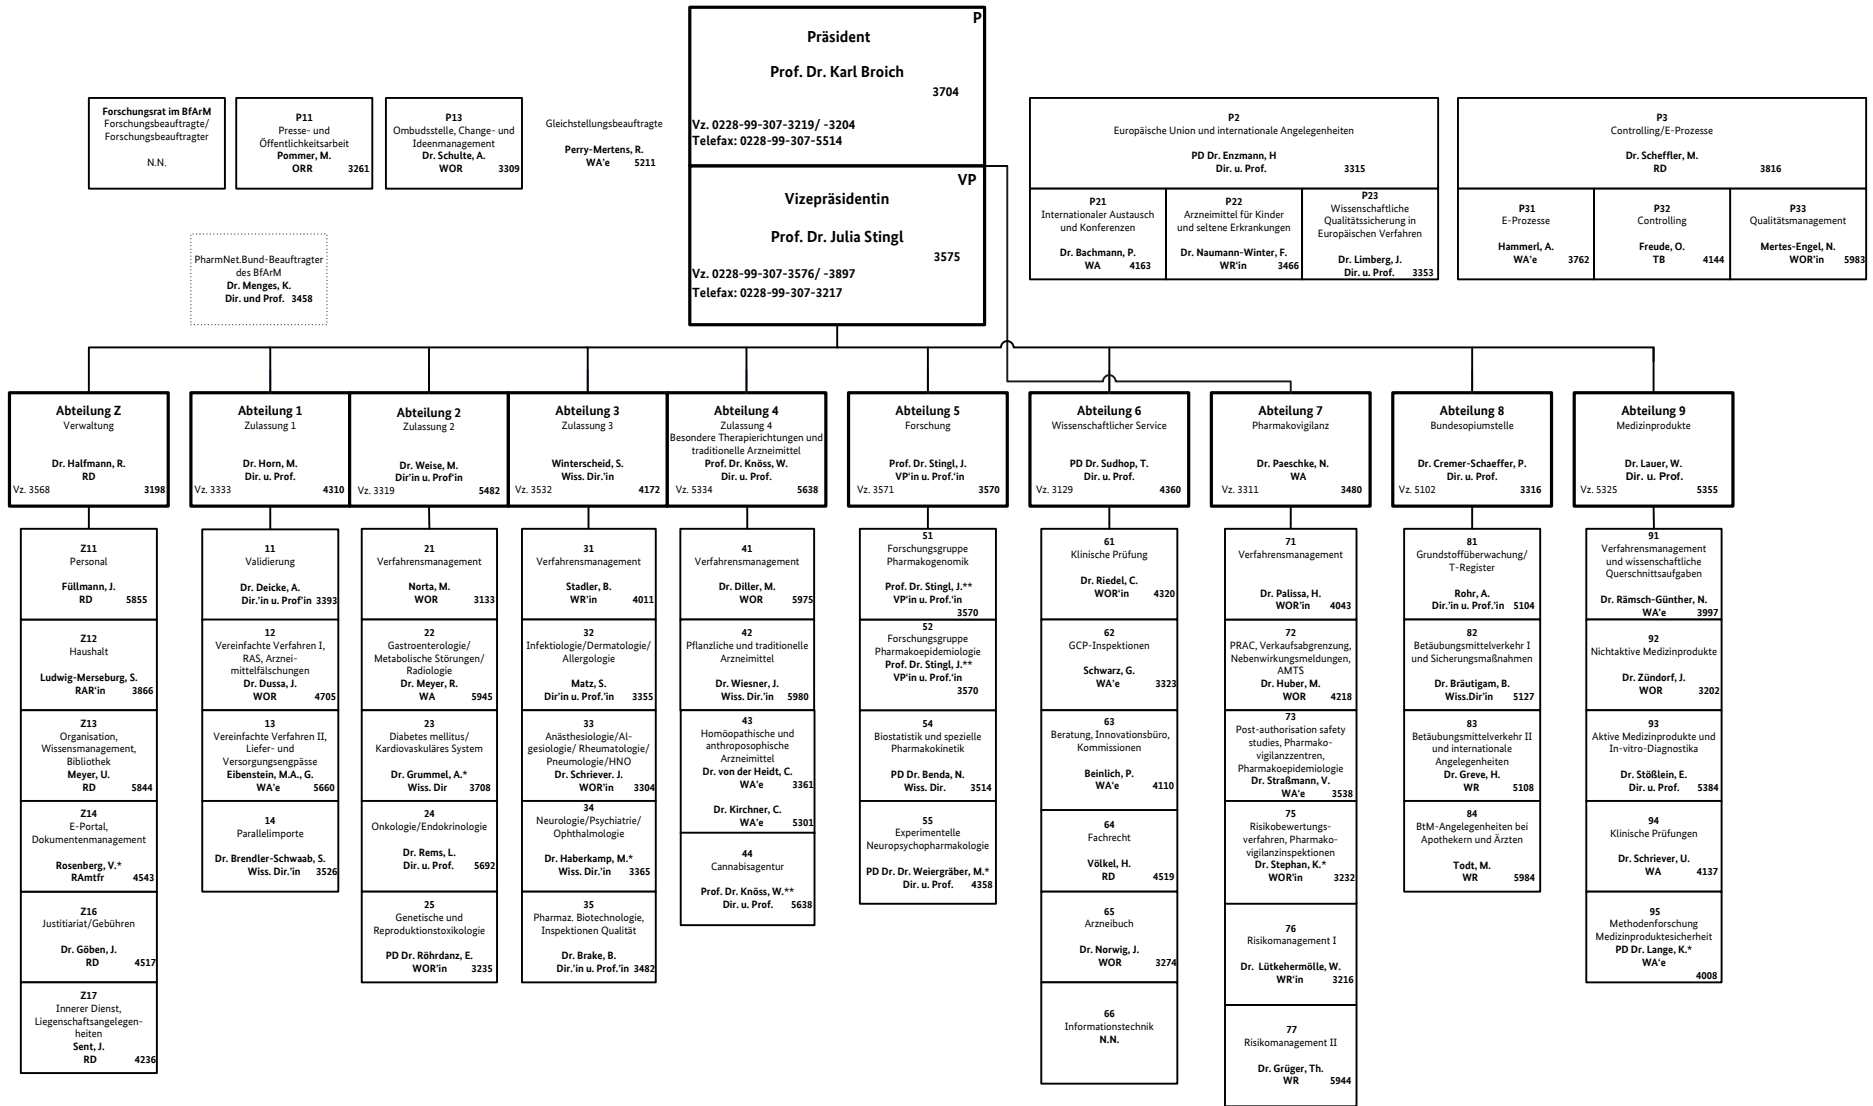 P
Präsident
Prof. Dr. Karl Broich
3704
Vz. 0228-99-307-3219/ -3204
Telefax: 0228-99-307-5514
VP
Vizepräsidentin
Prof. Dr. Julia Stingl
3575
Vz. 0228-99-307-3576/ -3897
Telefax: 0228-99-307-3217
Forschungsrat im BfArM
Forschungsbeauftragte/
Forschungsbeauftragter
N.N.
P11
Presse- und
Öffentlichkeitsarbeit
Pommer, M.
ORR 3261
P13
Ombudsstelle, Change- und
Ideenmanagement
Dr. Schulte, A.
WOR 3309
Gleichstellungsbeauftragte
Perry-Mertens, R.
WA'e 5211
PharmNet.Bund-Beauftragter
des BfArM
Dr. Menges, K.
Dir. und Prof. 3458
P2
Europäische Union und internationale Angelegenheiten
PD Dr. Enzmann, H
Dir. u. Prof. 3315
P21
Internationaler Austausch
und Konferenzen
Dr. Bachmann, P.
WA 4163
P22
Arzneimittel für Kinder
und seltene Erkrankungen
Dr. Naumann-Winter, F.
WR'in 3466
P23
Wissenschaftliche
Qualitätssicherung in
Europäischen Verfahren
Dr. Limberg, J.
Dir. u. Prof. 3353
P3
Controlling/E-Prozesse
Dr. Scheffler, M.
RD 3816
P31
E-Prozesse
Hammerl, A.
WA'e 3762
P32
Controlling
Freude, O.
TB 4144
P33
Qualitätsmanagement
Mertes-Engel, N.
WOR'in 5983
Abteilung Z
Verwaltung
Dr. Halfmann, R.
RD
Vz. 3568 3198
Abteilung 1
Zulassung 1
Dr. Horn, M.
Dir. u. Prof.
Vz. 3333 4310
Abteilung 2
Zulassung 2
Dr. Weise, M.
Dir'in u. Prof'in
Vz. 3319 5482
Abteilung 3
Zulassung 3
Winterscheid, S.
Wiss. Dir.'in
Vz. 3532 4172
Abteilung 4
Zulassung 4
Besondere Therapierichtungen und
traditionelle Arzneimittel
Prof. Dr. Knöss, W.
Dir. u. Prof.
Vz. 5334 5638
Abteilung 5
Forschung
Prof. Dr. Stingl, J.
VP'in u. Prof.'in
Vz. 3571 3570
Abteilung 6
Wissenschaftlicher Service
PD Dr. Sudhop, T.
Dir. u. Prof.
Vz. 3129 4360
Abteilung 7
Pharmakovigilanz
Dr. Paeschke, N.
WA
Vz. 3311 3480
Abteilung 8
Bundesopiumstelle
Dr. Cremer-Schaeffer, P.
Dir. u. Prof.
Vz. 5102 3316
Abteilung 9
Medizinprodukte
Dr. Lauer, W.
Dir. u. Prof.
Vz. 5325 5355
Z11
Personal
Füllmann, J.
RD 5855
Z12
Haushalt
Ludwig-Merseburg, S.
RAR'in 3866
Z13
Organisation,
Wissensmanagement,
Bibliothek
Meyer, U.
RD 5844
Z14
E-Portal,
Dokumentenmanagement
Rosenberg, V.*
RAmtfr 4543
Z16
Justitiariat/Gebühren
Dr. Göben, J.
RD 4517
Z17
Innerer Dienst,
Liegenschaftsangelegen-
heiten
Sent, J.
RD 4236
11
Validierung
Dr. Deicke, A.
Dir.'in u. Prof'in 3393
12
Vereinfachte Verfahren I,
RAS, Arznei-
mittelfälschungen
Dr. Dussa, J.
WOR 4705
13
Vereinfachte Verfahren II,
Liefer- und
Versorgungsengpässe
Eibenstein, M.A., G.
WA'e 5660
14
Parallelimporte
Dr. Brendler-Schwaab, S.
Wiss. Dir.'in 3526
21
Verfahrensmanagement
Norta, M.
WOR 3133
22
Gastroenterologie/
Metabolische Störungen/
Radiologie
Dr. Meyer, R.
WA 5945
23
Diabetes mellitus/
Kardiovaskuläres System
Dr. Grummel, A.*
Wiss. Dir 3708
24
Onkologie/Endokrinologie
Dr. Rems, L.
Dir. u. Prof. 5692
25
Genetische und
Reproduktionstoxikologie
PD Dr. Röhrdanz, E.
WOR'in 3235
31
Verfahrensmanagement
Stadler, B.
WR'in 4011
32
Infektiologie/Dermatologie/
Allergologie
Matz, S.
Dir'in u. Prof.'in 3355
33
Anästhesiologie/Al-
gesiologie/ Rheumatologie/
Pneumologie/HNO
Dr. Schriever. J.
WOR'in 3304
34
Neurologie/Psychiatrie/
Ophthalmologie
Dr. Haberkamp, M.*
Wiss. Dir.'in 3365
35
Pharmaz. Biotechnologie,
Inspektionen Qualität
Dr. Brake, B.
Dir.'in u. Prof.'in 3482
41
Verfahrensmanagement
Dr. Diller, M.
WOR 5975
42
Pflanzliche und traditionelle
Arzneimittel
Dr. Wiesner, J.
Wiss. Dir.'in 5980
43
Homöopathische und
anthroposophische
Arzneimittel
Dr. von der Heidt, C.
WA'e 3361
Dr. Kirchner, C.
WA'e 5301
44
Cannabisagentur
Prof. Dr. Knöss, W.**
Dir. u. Prof. 5638
51
Forschungsgruppe
Pharmakogenomik
Prof. Dr. Stingl, J.**
VP'in u. Prof.'in
3570
52
Forschungsgruppe
Pharmakoepidemiologie
Prof. Dr. Stingl, J.**
VP'in u. Prof.'in
3570
54
Biostatistik und spezielle
Pharmakokinetik
PD Dr. Benda, N.
Wiss. Dir. 3514
55
Experimentelle
Neuropsychopharmakologie
PD Dr. Dr. Weiergräber, M.*
Dir. u. Prof. 4358
61
Klinische Prüfung
Dr. Riedel, C.
WOR'in 4320
62
GCP-Inspektionen
Schwarz, G.
WA'e 3323
63
Beratung, Innovationsbüro,
Kommissionen
Beinlich, P.
WA'e 4110
64
Fachrecht
Völkel, H.
RD 4519
65
Arzneibuch
Dr. Norwig, J.
WOR 3274
66
Informationstechnik
N.N.
71
Verfahrensmanagement
Dr. Palissa, H.
WOR'in 4043
72
PRAC, Verkaufsabgrenzung,
Nebenwirkungsmeldungen,
AMTS
Dr. Huber, M.
WOR 4218
73
Post-authorisation safety
studies, Pharmako-
vigilanzzentren,
Pharmakoepidemiologie
Dr. Straßmann, V.
WA'e 3538
75
Risikobewertungs-
verfahren, Pharmako-
vigilanzinspektionen
Dr. Stephan, K.*
WOR'in 3232
76
Risikomanagement I
Dr. Lütkehermölle, W.
WR'in 3216
77
Risikomanagement II
Dr. Grüger, Th.
WR 5944
81
Grundstoffüberwachung/
T-Register
Rohr, A.
Dir.'in u. Prof.'in 5104
82
Betäubungsmittelverkehr I
und Sicherungsmaßnahmen
Dr. Bräutigam, B.
Wiss.Dir'in 5127
83
Betäubungsmittelverkehr II
und internationale
Angelegenheiten
Dr. Greve, H.
WR 5108
84
BtM-Angelegenheiten bei
Apothekern und Ärzten
Todt, M.
WR 5984
91
Verfahrensmanagement
und wissenschaftliche
Querschnittsaufgaben
Dr. Rämsch-Günther, N.
WA'e 3997
92
Nichtaktive Medizinprodukte
Dr. Zündorf, J.
WOR 3202
93
Aktive Medizinprodukte und
In-vitro-Diagnostika
Dr. Stößlein, E.
Dir. u. Prof. 5384
94
Klinische Prüfungen
Dr. Schriever, U.
WA 4137
95
Methodenforschung
Medizinproduktesicherheit
PD Dr. Lange, K.*
WA'e
4008